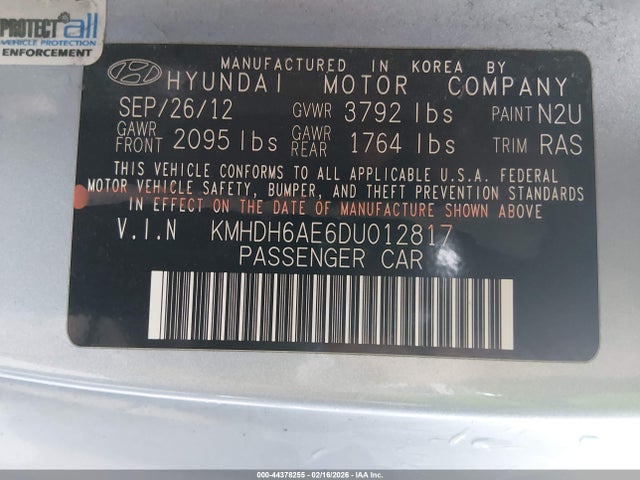 PROTECT all
VEHICLE PROTECTION
ENFORCEMENT
MANUFACTURED IN KOREA BY
HYUNDAI MOTOR COMPANY
SEP/26/12 GVWR 3792 lbs PAINT N2U
GAWR FRONT 2095 lbs GAWR REAR 1764 lbs TRIM RAS
THIS VEHICLE CONFORMS TO ALL APPLICABLE U.S.A. FEDERAL
MOTOR VEHICLE SAFETY, BUMPER, AND THEFT PREVENTION STANDARDS
IN EFFECT ON THE DATE OF MANUFACTURE SHOWN ABOVE
V.I.N KMHDH6AE6DU012817
PASSENGER CAR
000-44378255 - 02/16/2026 - IAAI.COM